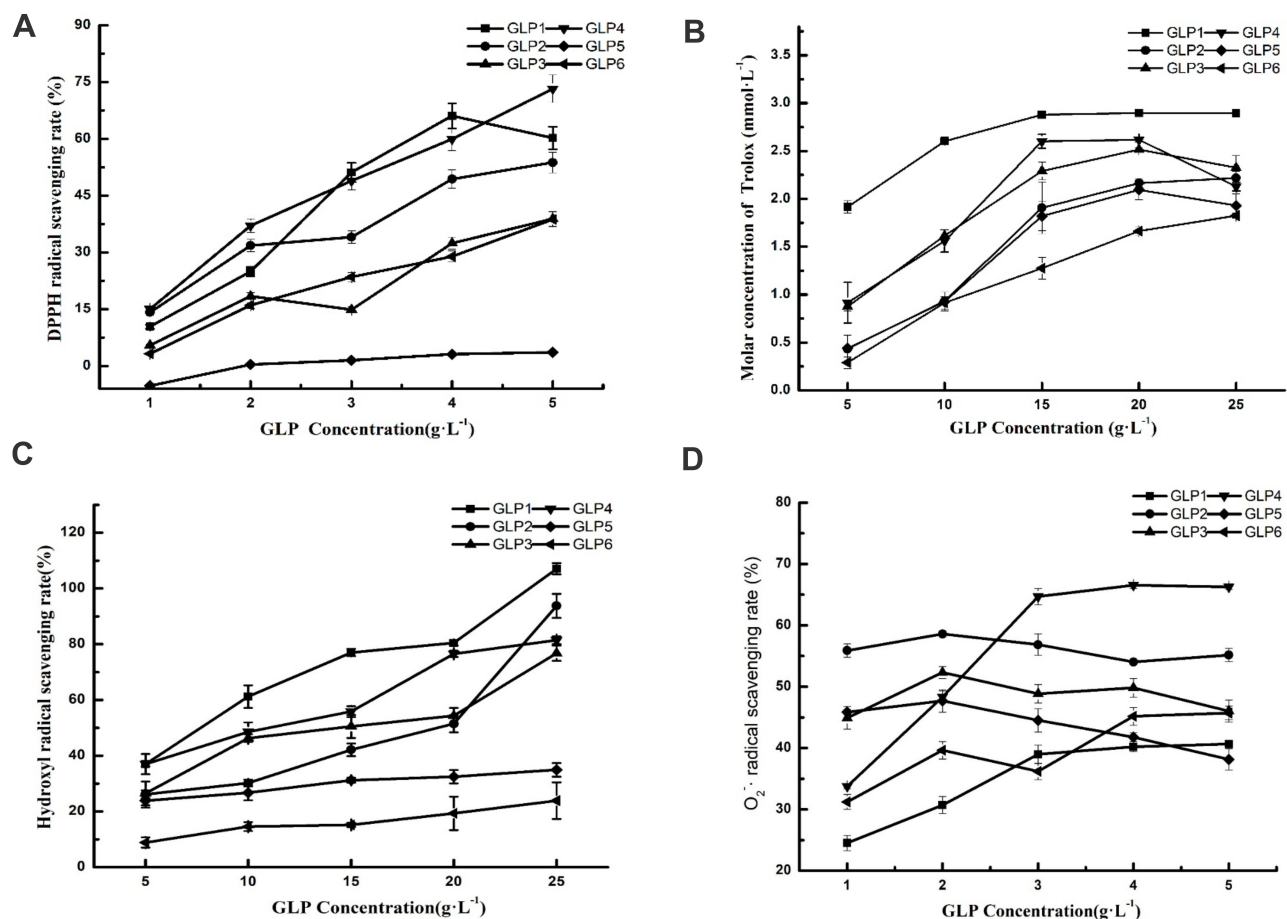 A
90
75
60
45
30
15
0
DPPH radical scavenging rate (%)
GLP1 GLP4
GLP2 GLP5
GLP3 GLP6
1 2 3 4 5
GLP Concentration(g·L⁻¹)
B
3.5
3.0
2.5
2.0
1.5
1.0
0.5
0.0
Molar concentration of Trolox (mmol·L⁻¹)
GLP1 GLP4
GLP2 GLP5
GLP3 GLP6
5 10 15 20 25
GLP Concentration (g·L⁻¹)
C
120
100
80
60
40
20
0
Hydroxyl radical scavenging rate(%)
GLP1 GLP4
GLP2 GLP5
GLP3 GLP6
5 10 15 20 25
GLP Concentration(g·L⁻¹)
D
80
70
60
50
40
30
20
O₂⁻· radical scavenging rate (%)
GLP1 GLP4
GLP2 GLP5
GLP3 GLP6
1 2 3 4 5
GLP Concentration(g·L⁻¹)